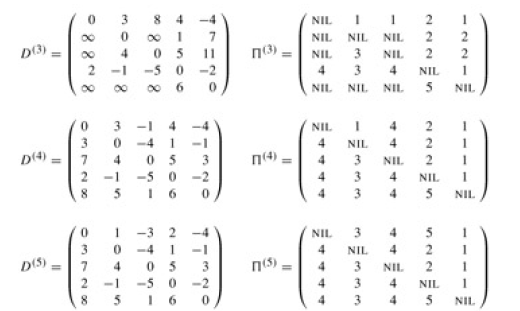 0 3 8 4 −4 NIL 1 1 2 1
∞ 0 ∞ 1 7 NIL NIL NIL 2 2
D(3) = ∞ 4 0 5 11 Π(3) = NIL 3 NIL 2 2
2 −1 −5 0 −2 4 3 4 NIL 1
∞ ∞ ∞ 6 0 NIL NIL NIL 5 NIL
0 3 −1 4 −4 NIL 1 4 2 1
3 0 −4 1 −1 4 NIL 4 2 1
D(4) = 7 4 0 5 3 Π(4) = 4 3 NIL 2 1
2 −1 −5 0 −2 4 3 4 NIL 1
8 5 1 6 0 4 3 4 5 NIL
0 1 −3 2 −4 NIL 3 4 5 1
3 0 −4 1 −1 4 NIL 4 2 1
D(5) = 7 4 0 5 3 Π(5) = 4 3 NIL 2 1
2 −1 −5 0 −2 4 3 4 NIL 1
8 5 1 6 0 4 3 4 5 NIL